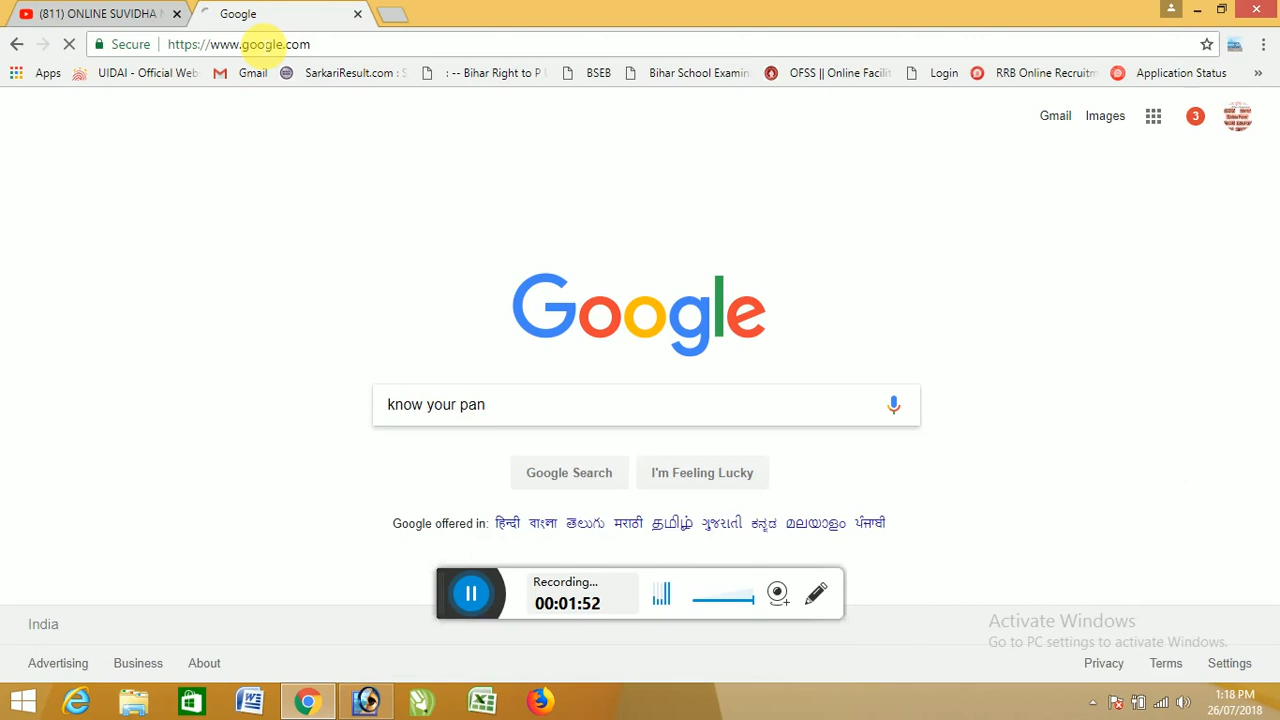 (811) ONLINE SUVIDHA
Google
Secure
https://www.google.com
Apps
UIDAI - Official Web
Gmail
SarkariResult.com : S
: -- Bihar Right to P
BSEB
Bihar School Examin
OFSS || Online Facilit
Login
RRB Online Recruitm
Application Status
»
Gmail
Images
3
Google
know your pan
Google Search
I'm Feeling Lucky
Google offered in: हिन्दी বাংলা తెలుగు मराठी தமிழ் ગુજરાતી ಕನ್ನಡ മലയാളം ਪੰਜਾਬੀ
Recording...
00:01:52
India
Activate Windows
Go to PC settings to activate Windows.
Advertising
Business
About
Privacy
Terms
Settings
1:18 PM
26/07/2018